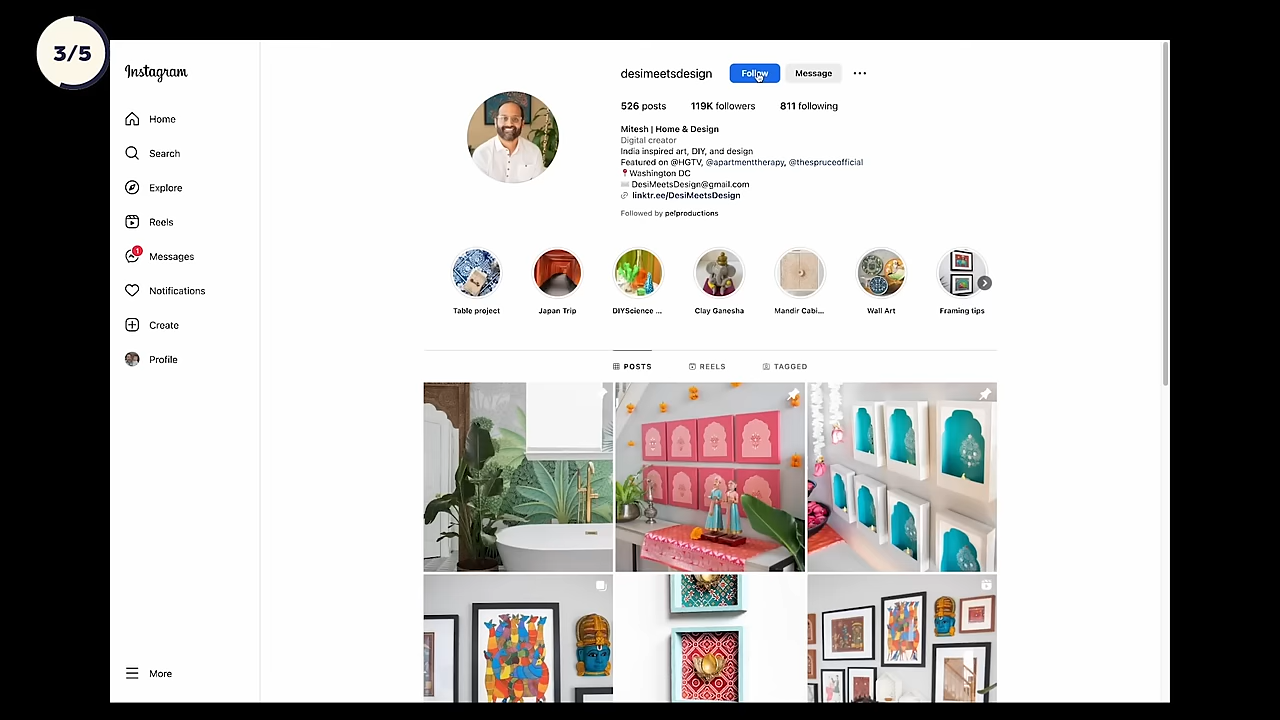 3/5
Instagram
desimeetsdesign Follow Message
526 posts 119K followers 811 following
Mitesh | Home & Design
Digital creator
India inspired art, DIY, and design
Featured on @HGTV, @apartmenttherapy, @thespruceofficial
📍Washington DC
DesiMeetsDesign@gmail.com
linktr.ee/DesiMeetsDesign
Followed by pelproductions
Home
Search
Explore
Reels
1
Messages
Notifications
Create
Profile
More
Table project Japan Trip DIYScience ... Clay Ganesha Mandir Cabi... Wall Art Framing tips
POSTS REELS TAGGED